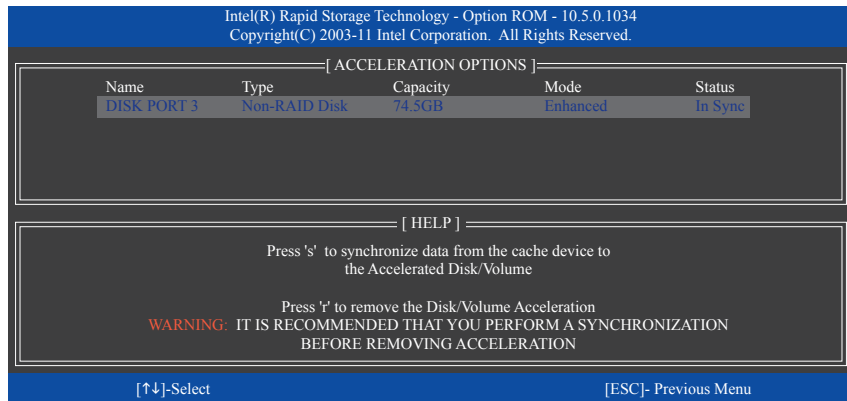 Intel(R) Rapid Storage Technology - Option ROM - 10.5.0.1034
Copyright(C) 2003-11 Intel Corporation. All Rights Reserved.
[ ACCELERATION OPTIONS ]
Name Type Capacity Mode Status
DISK PORT 3 Non-RAID Disk 74.5GB Enhanced In Sync
[ HELP ]
Press 's' to synchronize data from the cache device to
the Accelerated Disk/Volume
Press 'r' to remove the Disk/Volume Acceleration
WARNING: IT IS RECOMMENDED THAT YOU PERFORM A SYNCHRONIZATION
BEFORE REMOVING ACCELERATION
[↑↓]-Select [ESC]- Previous Menu